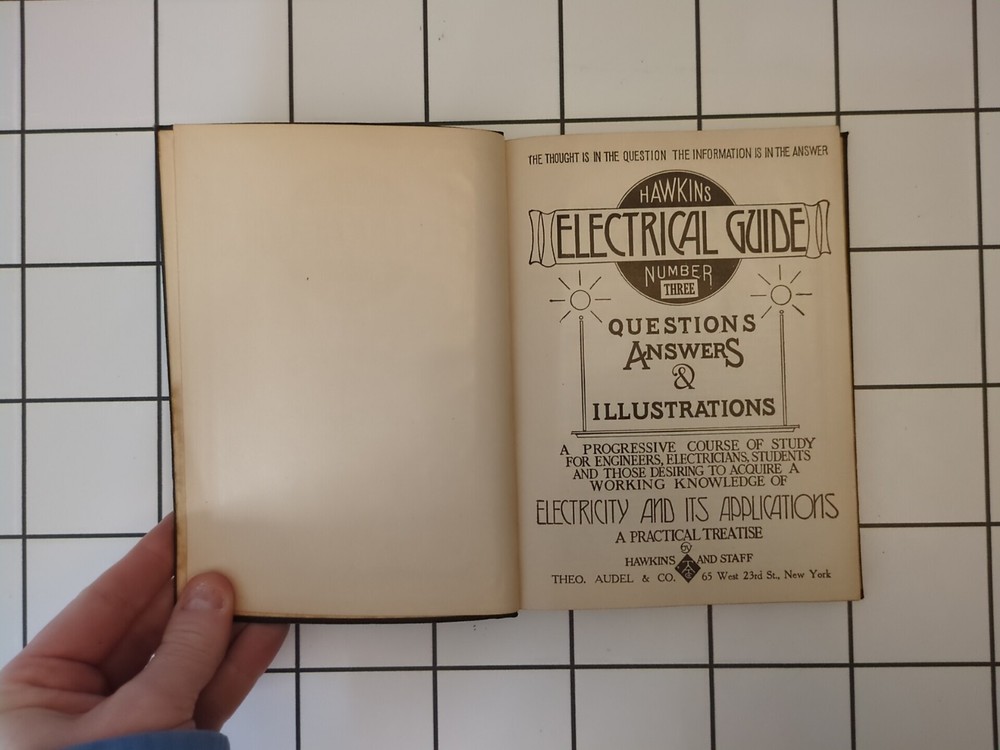 THE THOUGHT IS IN THE QUESTION THE INFORMATION IS IN THE ANSWER
HAWKINS
ELECTRICAL GUIDE
NUMBER
THREE
QUESTIONS
ANSWERS
&
ILLUSTRATIONS
A PROGRESSIVE COURSE OF STUDY
FOR ENGINEERS, ELECTRICIANS, STUDENTS
AND THOSE DESIRING TO ACQUIRE A
WORKING KNOWLEDGE OF
ELECTRICITY AND ITS APPLICATIONS
A PRACTICAL TREATISE
BY
HAWKINS AND STAFF
THEO. AUDEL & CO. 65 West 23rd St., New York